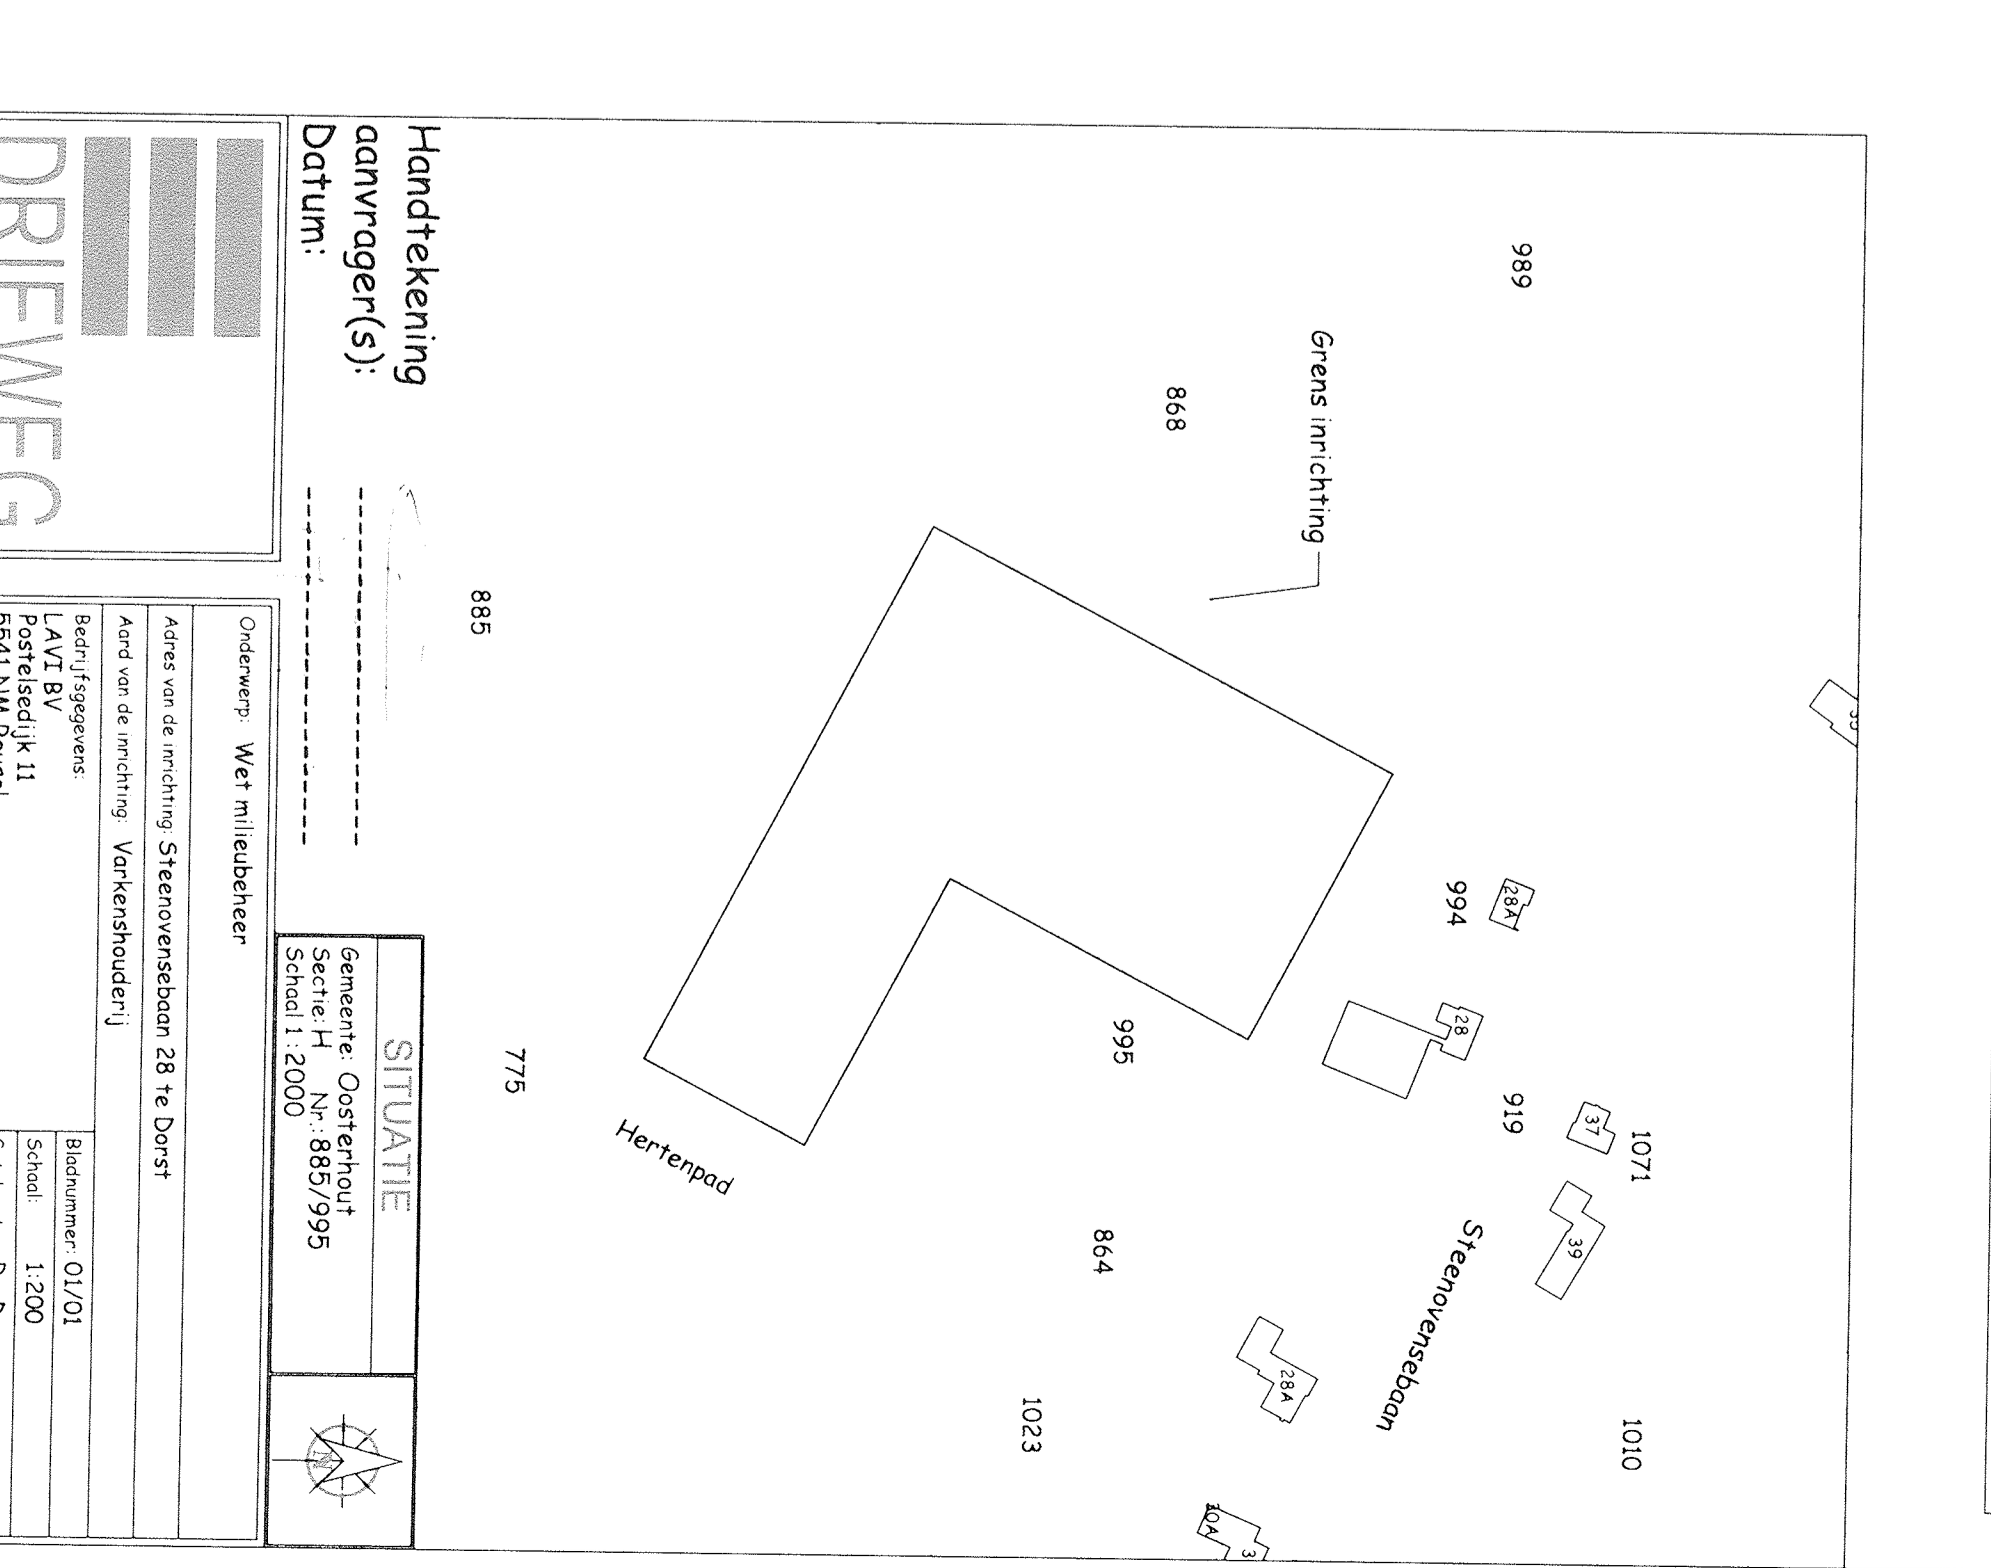 989
Grens inrichting
868
994
28A
28
919
37
1071
39
995
Steenovensebaan
864
28A
1010
1023
885
775
Hertenpad
Handtekening
aanvrager(s):
Datum:
SITUATIE
Gemeente: Oosterhout
Sectie: H Nr.: 885/995
Schaal 1:2000
N
DRIEWEG
Onderwerp: Wet milieubeheer
Adres van de inrichting: Steenovensebaan 28 te Dorst
Aard van de inrichting: Varkenshouderij
Bedrijfsgegevens:
LAVI BV
Postelsedijk 11
Bladnummer: 01/01
Schaal: 1:200